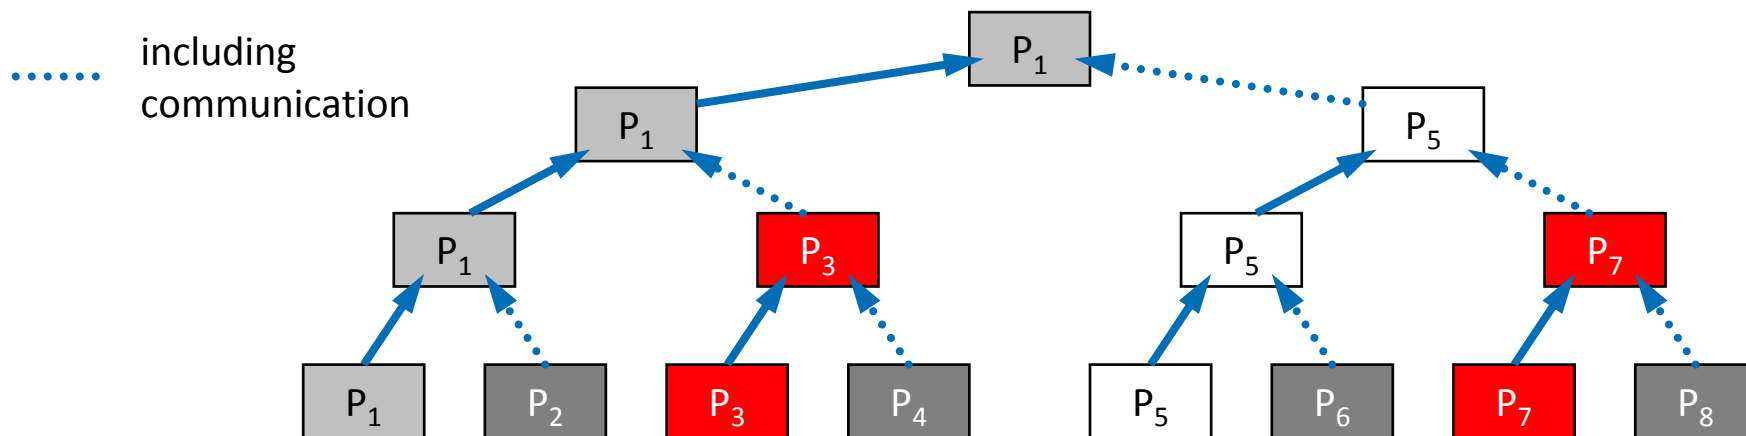 including
communication
P₁
P₁
P₅
P₁
P₃
P₅
P₇
P₁
P₂
P₃
P₄
P₅
P₆
P₇
P₈